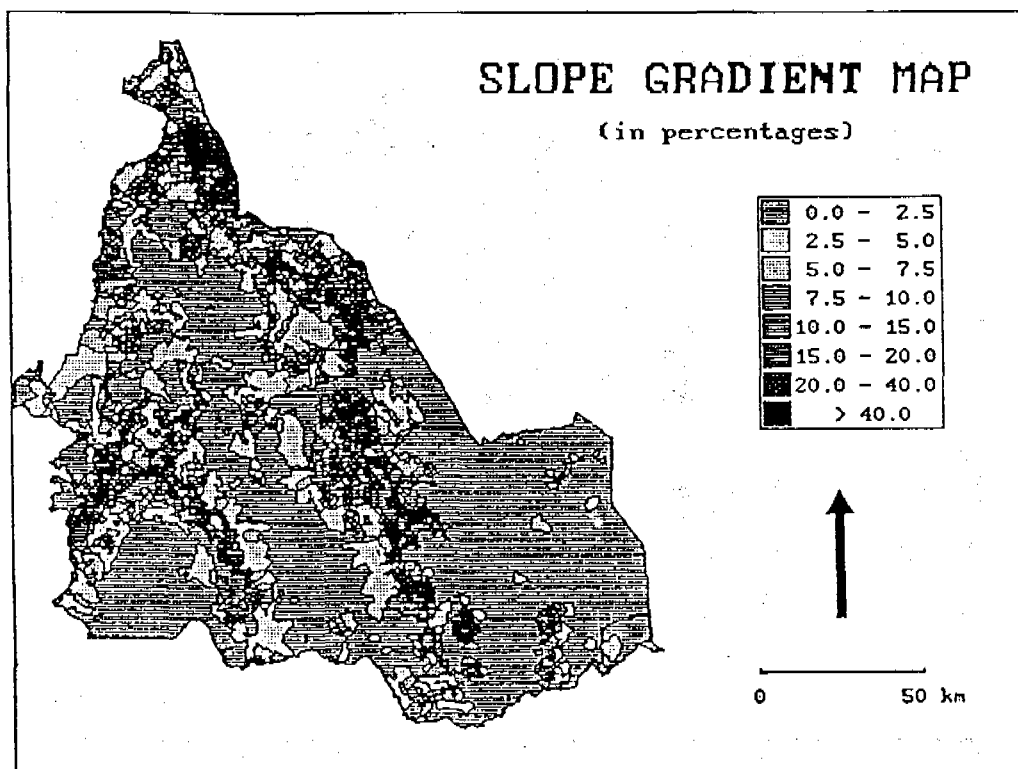 SLOPE GRADIENT MAP
(in percentages)
0.0 - 2.5
2.5 - 5.0
5.0 - 7.5
7.5 - 10.0
10.0 - 15.0
15.0 - 20.0
20.0 - 40.0
> 40.0
0 50 km